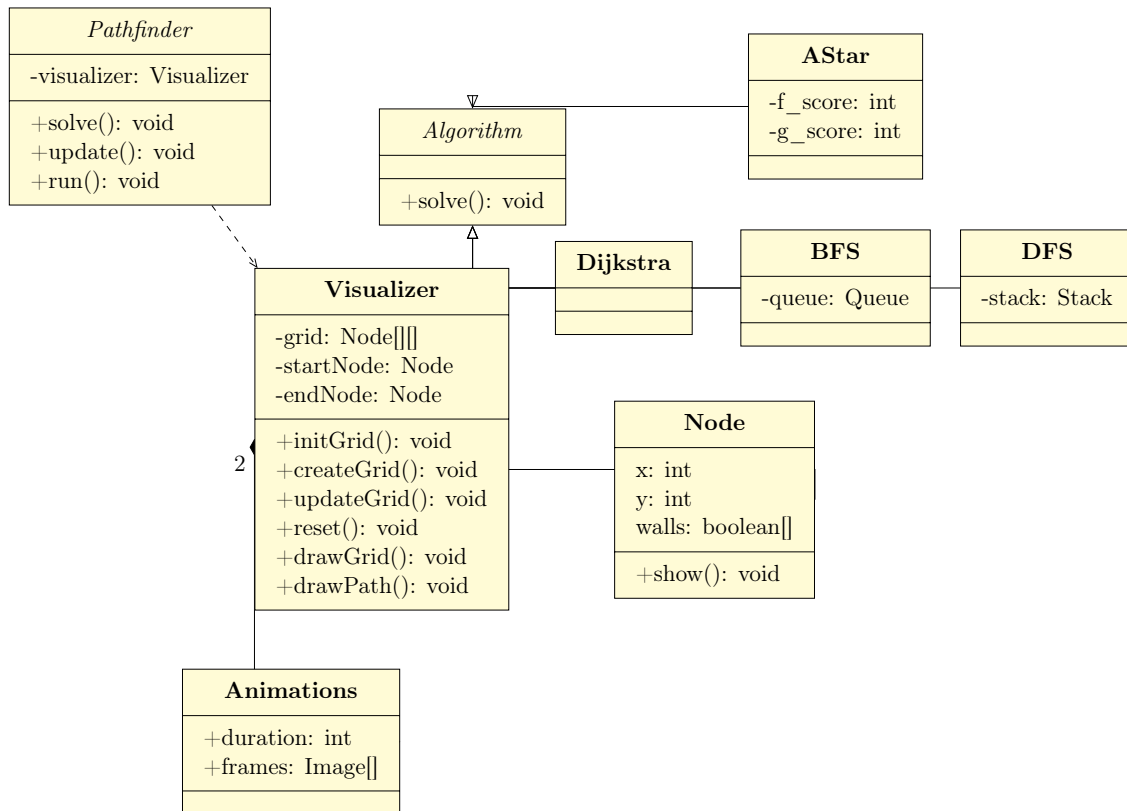 Pathfinder
-visualizer: Visualizer
+solve(): void
+update(): void
+run(): void
Algorithm
+solve(): void
AStar
-f_score: int
-g_score: int
Visualizer
-grid: Node[][]
-startNode: Node
-endNode: Node
+initGrid(): void
+createGrid(): void
+updateGrid(): void
+reset(): void
+drawGrid(): void
+drawPath(): void
2
Dijkstra
BFS
-queue: Queue
DFS
-stack: Stack
Node
x: int
y: int
walls: boolean[]
+show(): void
Animations
+duration: int
+frames: Image[]